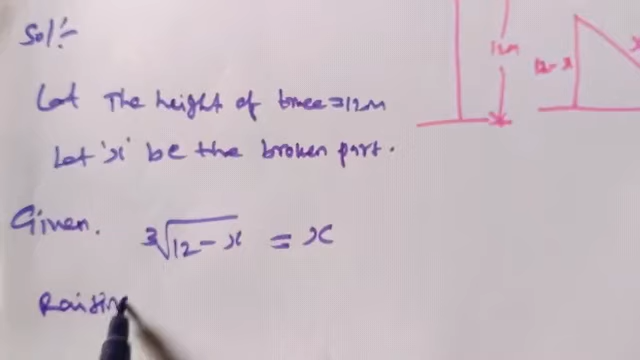 Sol:-
Let The height of tree=12m
Let 'x' be the broken part.
Given. ∛(12-x) = x
Raising
12m
12-x
x